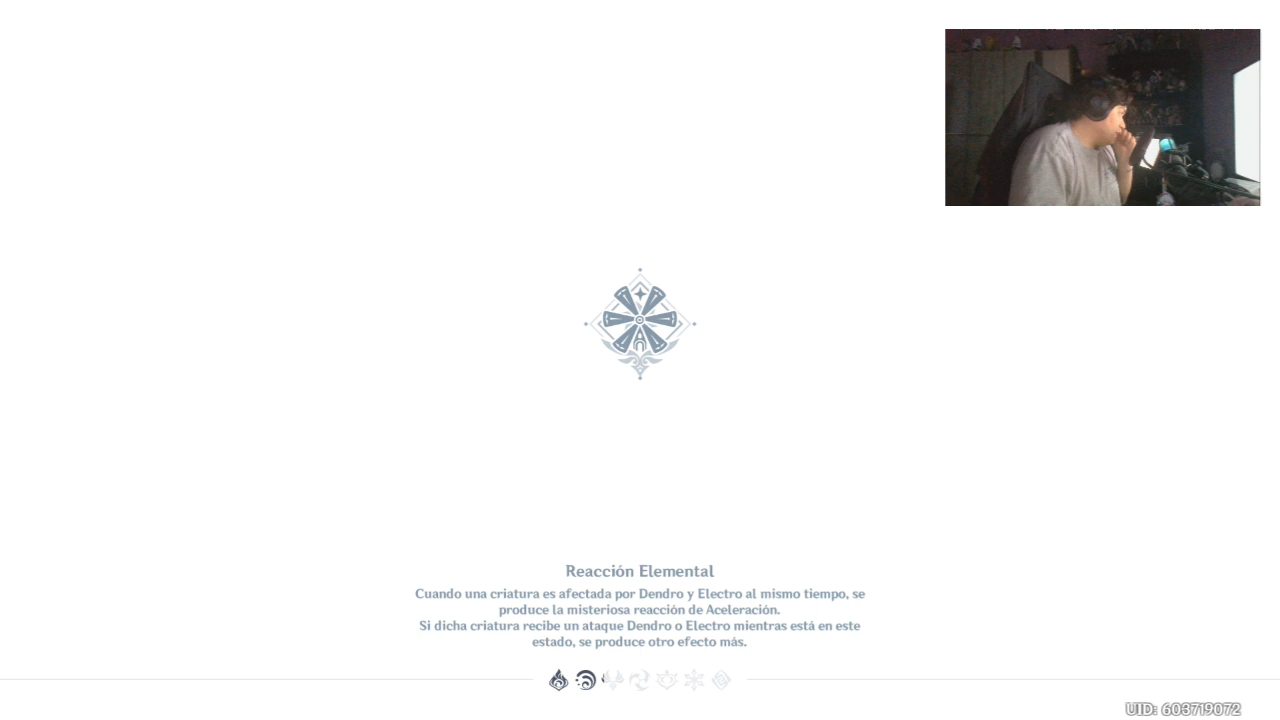 Reacción Elemental
Cuando una criatura es afectada por Dendro y Electro al mismo tiempo, se
produce la misteriosa reacción de Aceleración.
Si dicha criatura recibe un ataque Dendro o Electro mientras está en este
estado, se produce otro efecto más.
UID: 603719072